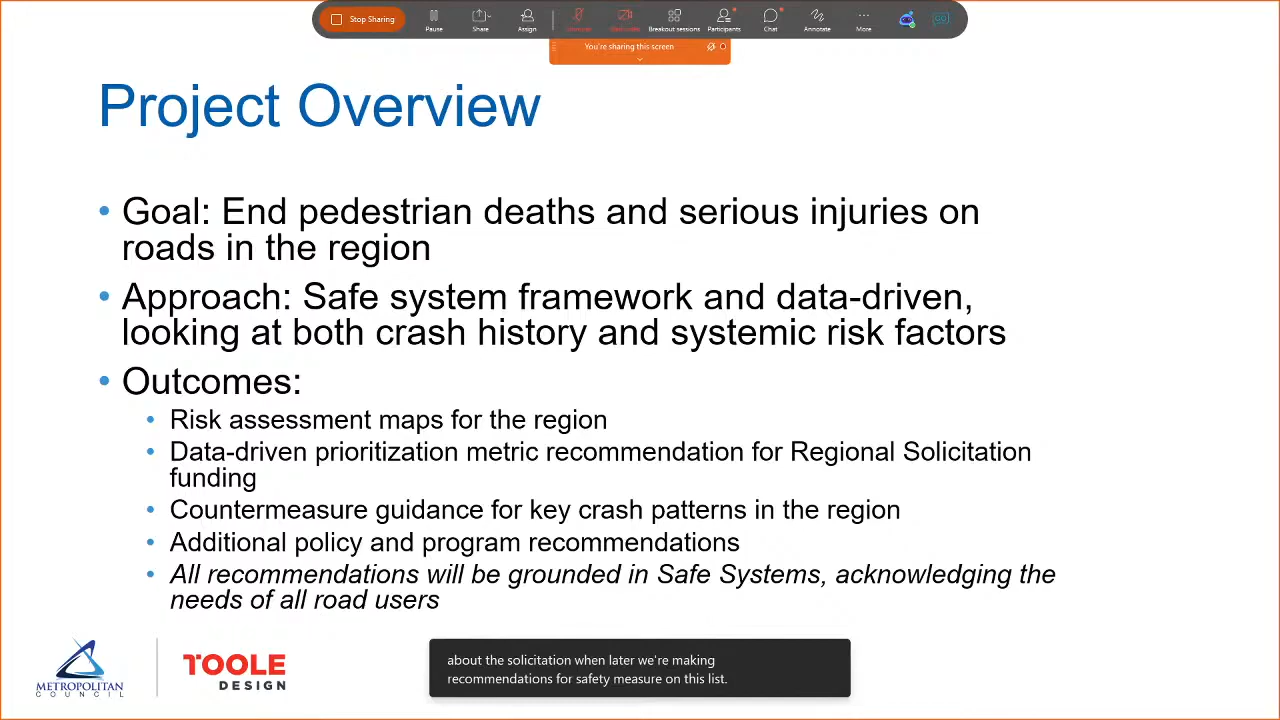 Stop Sharing
Pause
Share
Assign
Breakout sessions
Participants
Chat
Annotate
More
You're sharing this screen
Project Overview
• Goal: End pedestrian deaths and serious injuries on
roads in the region
• Approach: Safe system framework and data-driven,
looking at both crash history and systemic risk factors
• Outcomes:
• Risk assessment maps for the region
• Data-driven prioritization metric recommendation for Regional Solicitation
funding
• Countermeasure guidance for key crash patterns in the region
• Additional policy and program recommendations
• All recommendations will be grounded in Safe Systems, acknowledging the
needs of all road users
METROPOLITAN
COUNCIL
TOOLE
DESIGN
about the solicitation when later we're making
recommendations for safety measure on this list.